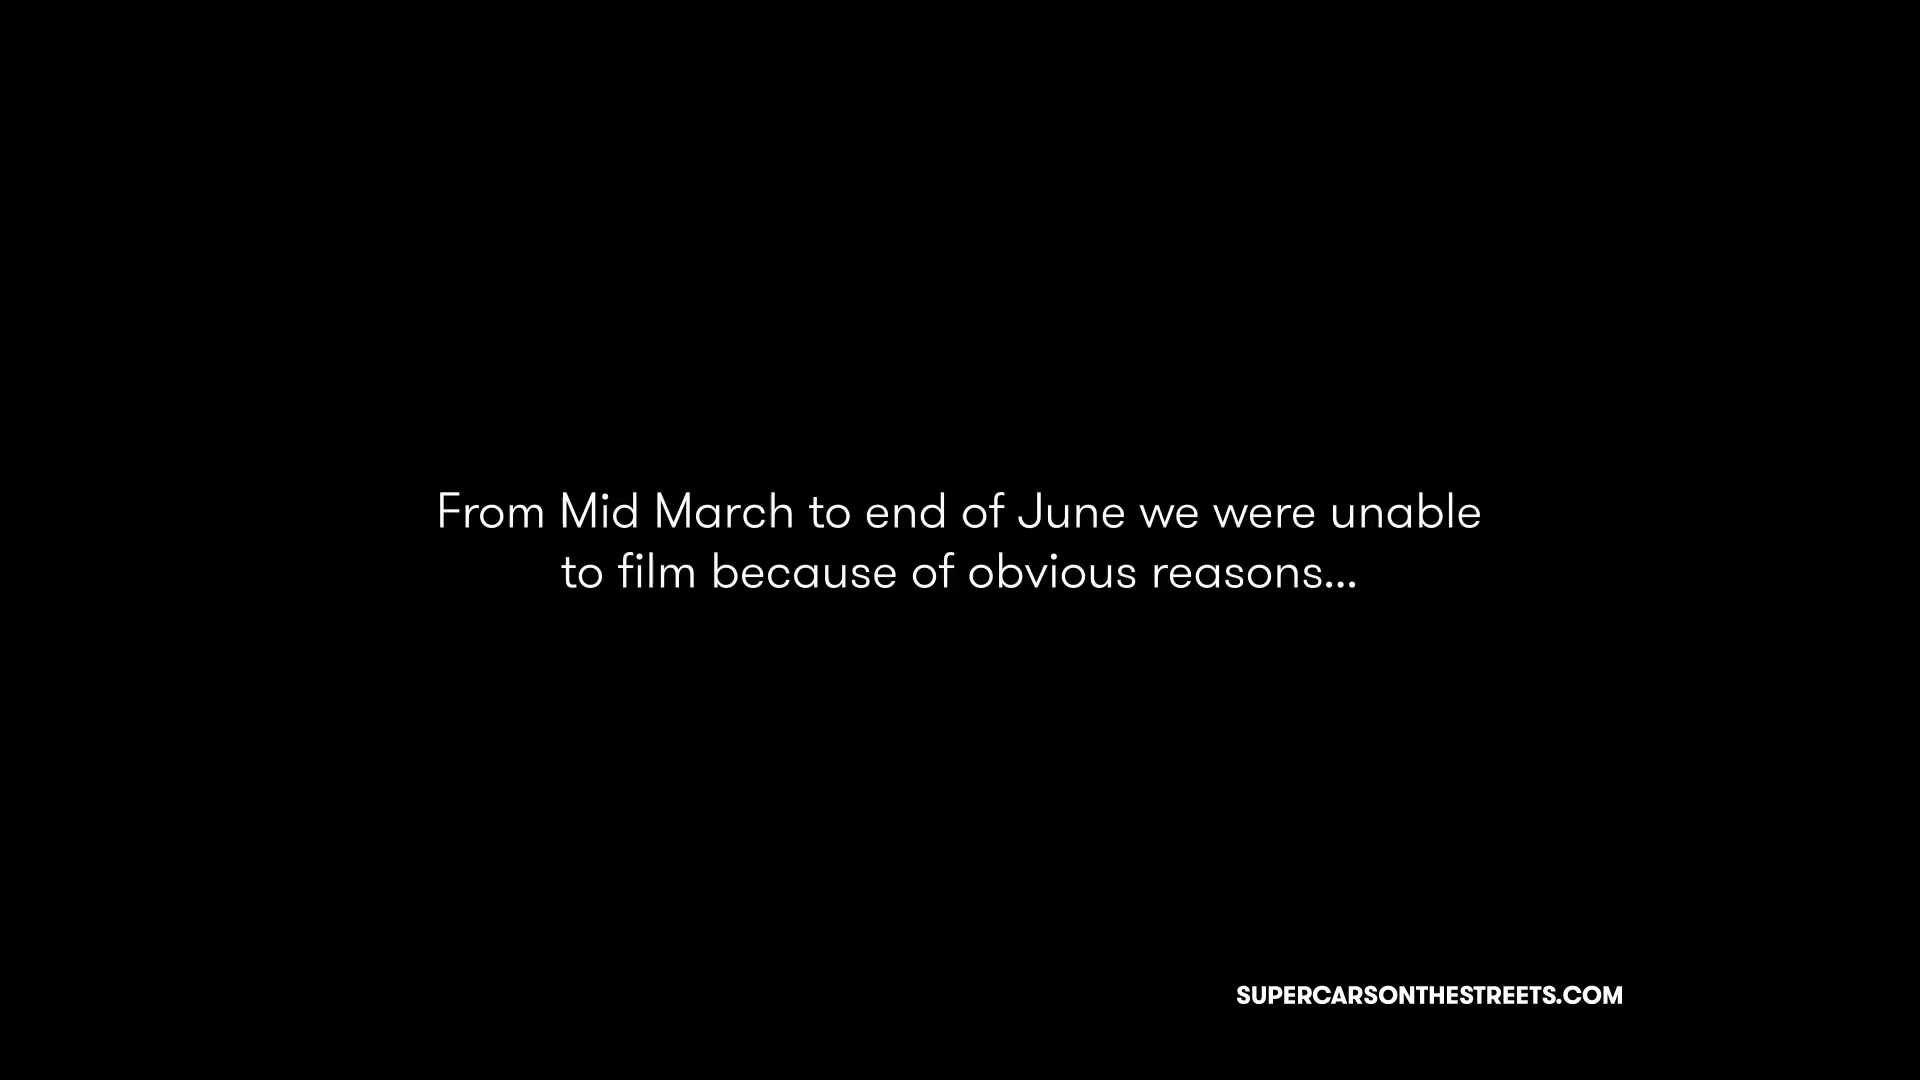 From Mid March to end of June we were unable
to film because of obvious reasons...
SUPERCARSONTHESTREETS.COM